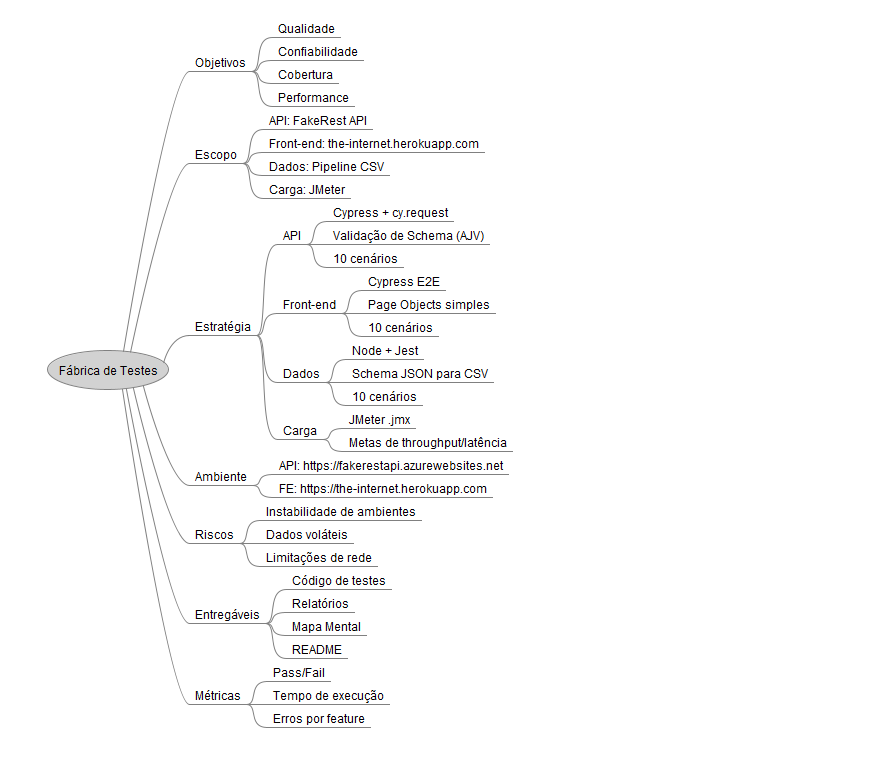 Fábrica de Testes
Objetivos
Qualidade
Confiabilidade
Cobertura
Performance
Escopo
API: FakeRest API
Front-end: the-internet.herokuapp.com
Dados: Pipeline CSV
Carga: JMeter
Estratégia
API
Cypress + cy.request
Validação de Schema (AJV)
10 cenários
Front-end
Cypress E2E
Page Objects simples
10 cenários
Dados
Node + Jest
Schema JSON para CSV
10 cenários
Carga
JMeter .jmx
Metas de throughput/latência
Ambiente
API: https://fakerestapi.azurewebsites.net
FE: https://the-internet.herokuapp.com
Riscos
Instabilidade de ambientes
Dados voláteis
Limitações de rede
Entregáveis
Código de testes
Relatórios
Mapa Mental
README
Métricas
Pass/Fail
Tempo de execução
Erros por feature